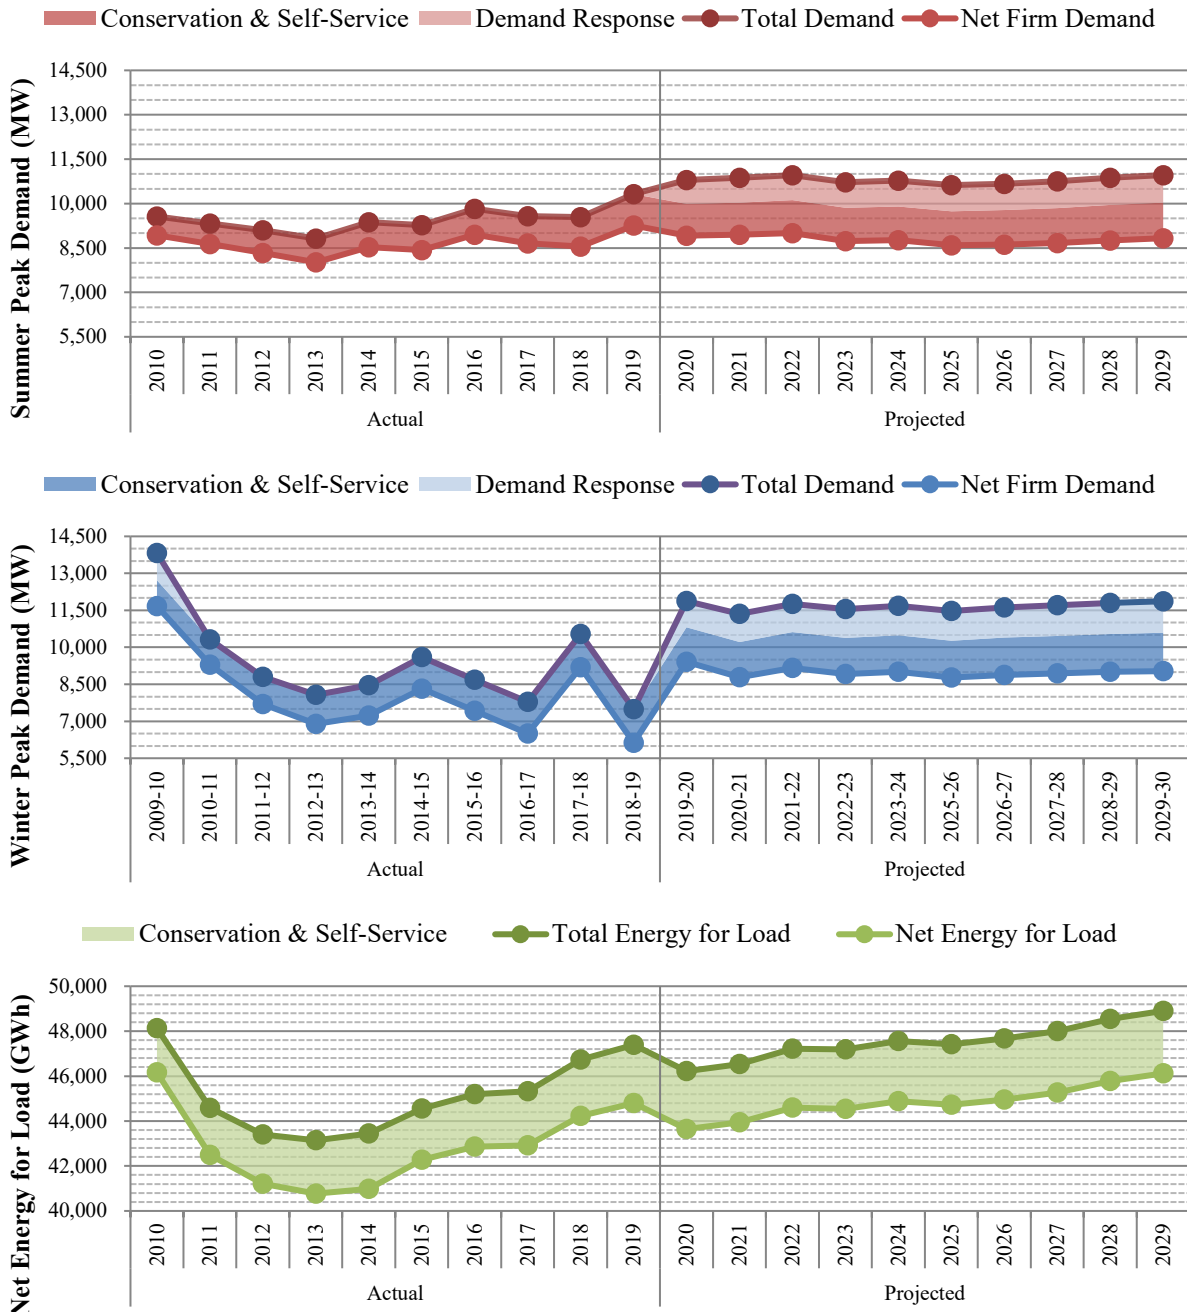 Conservation & Self-Service Demand Response Total Demand Net Firm Demand
Summer Peak Demand (MW)
14,500
13,000
11,500
10,000
8,500
7,000
5,500
2010 2011 2012 2013 2014 2015 2016 2017 2018 2019 2020 2021 2022 2023 2024 2025 2026 2027 2028 2029
Actual Projected
Conservation & Self-Service Demand Response Total Demand Net Firm Demand
Winter Peak Demand (MW)
14,500
13,000
11,500
10,000
8,500
7,000
5,500
2009-10 2010-11 2011-12 2012-13 2013-14 2014-15 2015-16 2016-17 2017-18 2018-19 2019-20 2020-21 2021-22 2022-23 2023-24 2025-26 2026-27 2027-28 2028-29 2029-30
Actual Projected
Conservation & Self-Service Total Energy for Load Net Energy for Load
Net Energy for Load (GWh)
50,000
48,000
46,000
44,000
42,000
40,000
2010 2011 2012 2013 2014 2015 2016 2017 2018 2019 2020 2021 2022 2023 2024 2025 2026 2027 2028 2029
Actual Projected